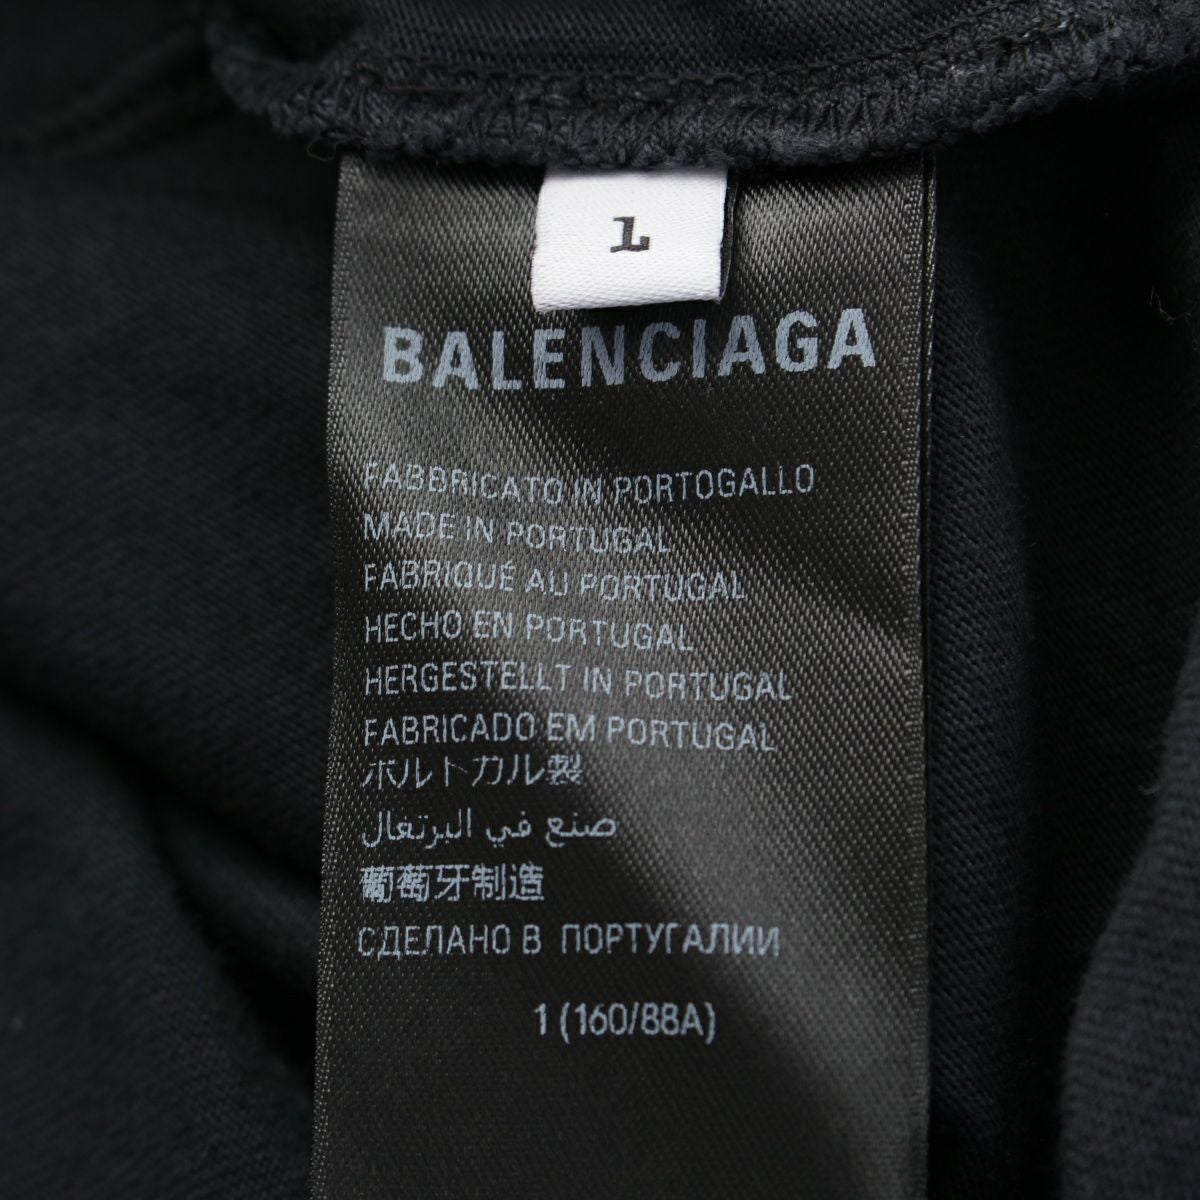 1
BALENCIAGA
FABBRICATO IN PORTOGALLO
MADE IN PORTUGAL
FABRIQUÉ AU PORTUGAL
HECHO EN PORTUGAL
HERGESTELLT IN PORTUGAL
FABRICADO EM PORTUGAL
ポルトガル製
صنع في البرتغال
葡萄牙制造
СДЕЛАНО В ПОРТУГАЛИИ
1 (160/88A)